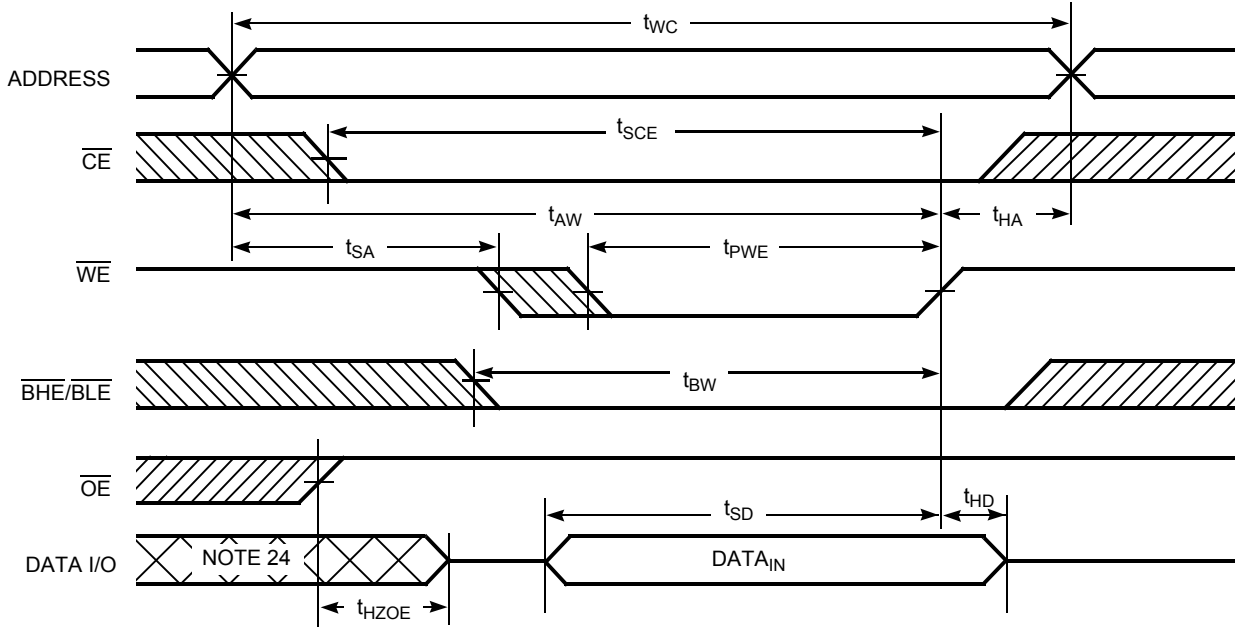 tWC
ADDRESS
tSCE
CE
tAW
tHA
tSA
tPWE
WE
BHE/BLE
tBW
OE
tSD
tHD
DATA I/O
NOTE 24
DATAIN
tHZOE